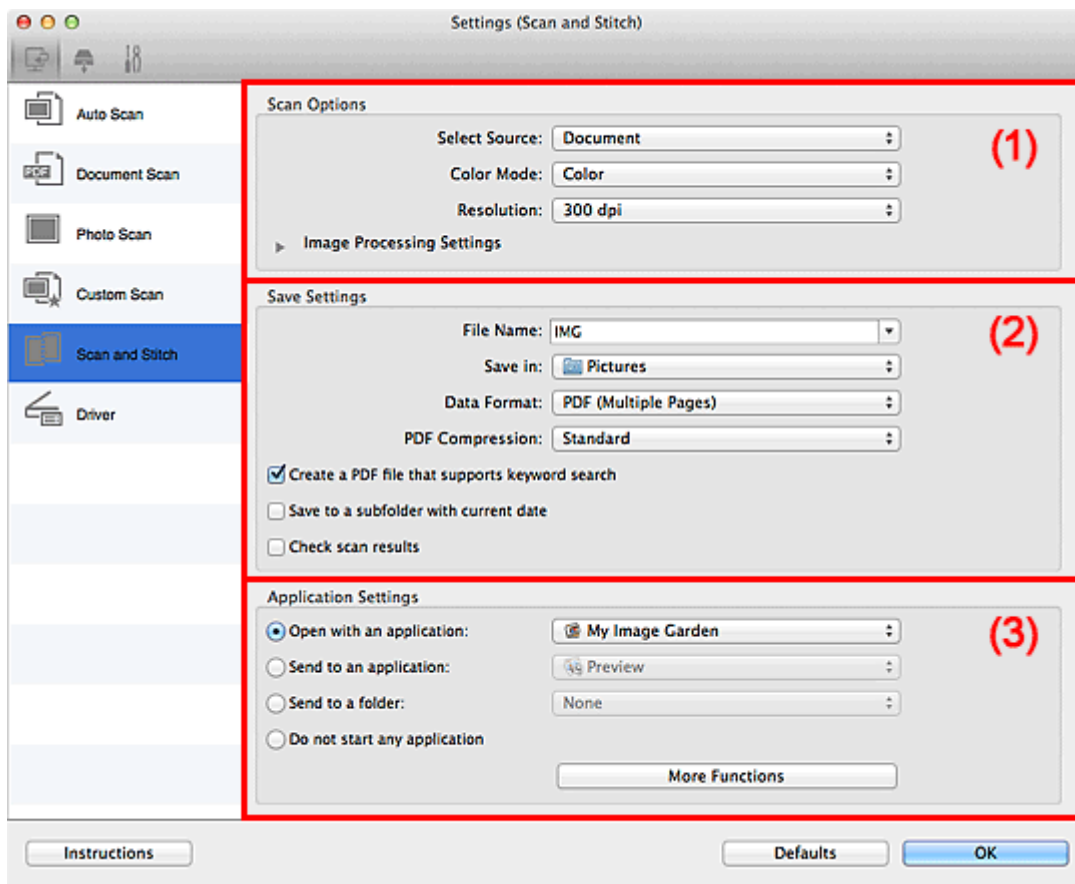 Settings (Scan and Stitch)
Auto Scan
Document Scan
Photo Scan
Custom Scan
Scan and Stitch
Driver
Scan Options
(1)
Select Source: Document
Color Mode: Color
Resolution: 300 dpi
Image Processing Settings
Save Settings
(2)
File Name: IMG
Save in: Pictures
Data Format: PDF (Multiple Pages)
PDF Compression: Standard
Create a PDF file that supports keyword search
Save to a subfolder with current date
Check scan results
Application Settings
(3)
Open with an application: My Image Garden
Send to an application: Preview
Send to a folder: None
Do not start any application
More Functions
Instructions
Defaults
OK